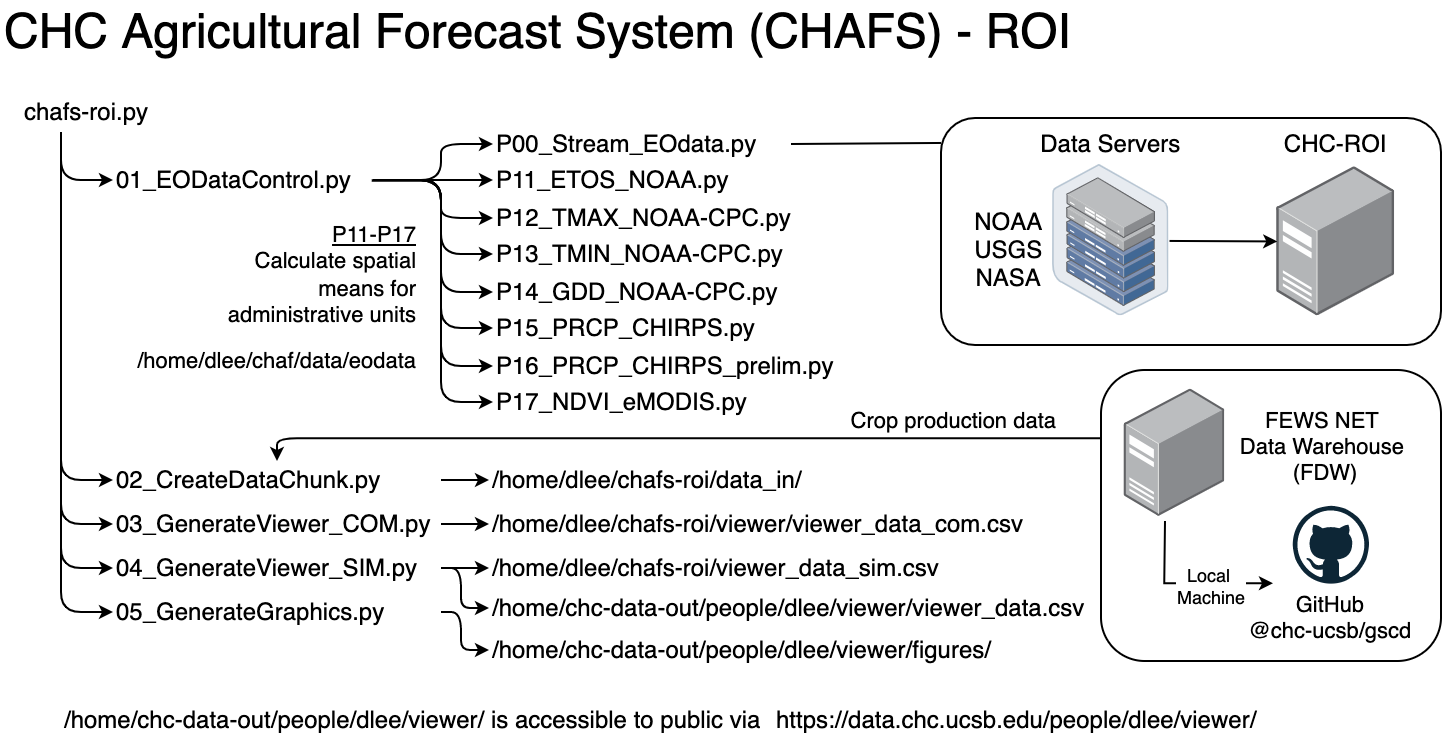 CHC Agricultural Forecast System (CHAFS) - ROI
chafs-roi.py
01_EODataControl.py
P00_Stream_EOdata.py
P11_ETOS_NOAA.py
P12_TMAX_NOAA-CPC.py
P13_TMIN_NOAA-CPC.py
P14_GDD_NOAA-CPC.py
P15_PRCP_CHIRPS.py
P16_PRCP_CHIRPS_prelim.py
P17_NDVI_eMODIS.py
P11-P17
Calculate spatial
means for
administrative units
/home/dlee/chaf/data/eodata
Data Servers
CHC-ROI
NOAA
USGS
NASA
Crop production data
FEWS NET
Data Warehouse
(FDW)
Local
Machine
GitHub
@chc-ucsb/gscd
02_CreateDataChunk.py
/home/dlee/chafs-roi/data_in/
03_GenerateViewer_COM.py
/home/dlee/chafs-roi/viewer/viewer_data_com.csv
04_GenerateViewer_SIM.py
/home/dlee/chafs-roi/viewer_data_sim.csv
/home/chc-data-out/people/dlee/viewer/viewer_data.csv
05_GenerateGraphics.py
/home/chc-data-out/people/dlee/viewer/figures/
/home/chc-data-out/people/dlee/viewer/ is accessible to public via https://data.chc.ucsb.edu/people/dlee/viewer/